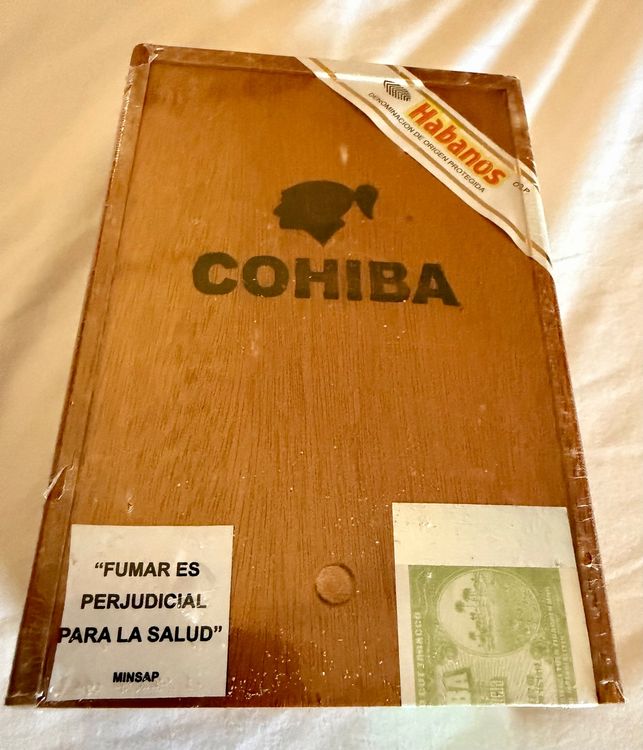 Habanos
DENOMINACION DE ORIGEN PROTEGIDA
COHIBA
"FUMAR ES
PERJUDICIAL
PARA LA SALUD"
MINSAP